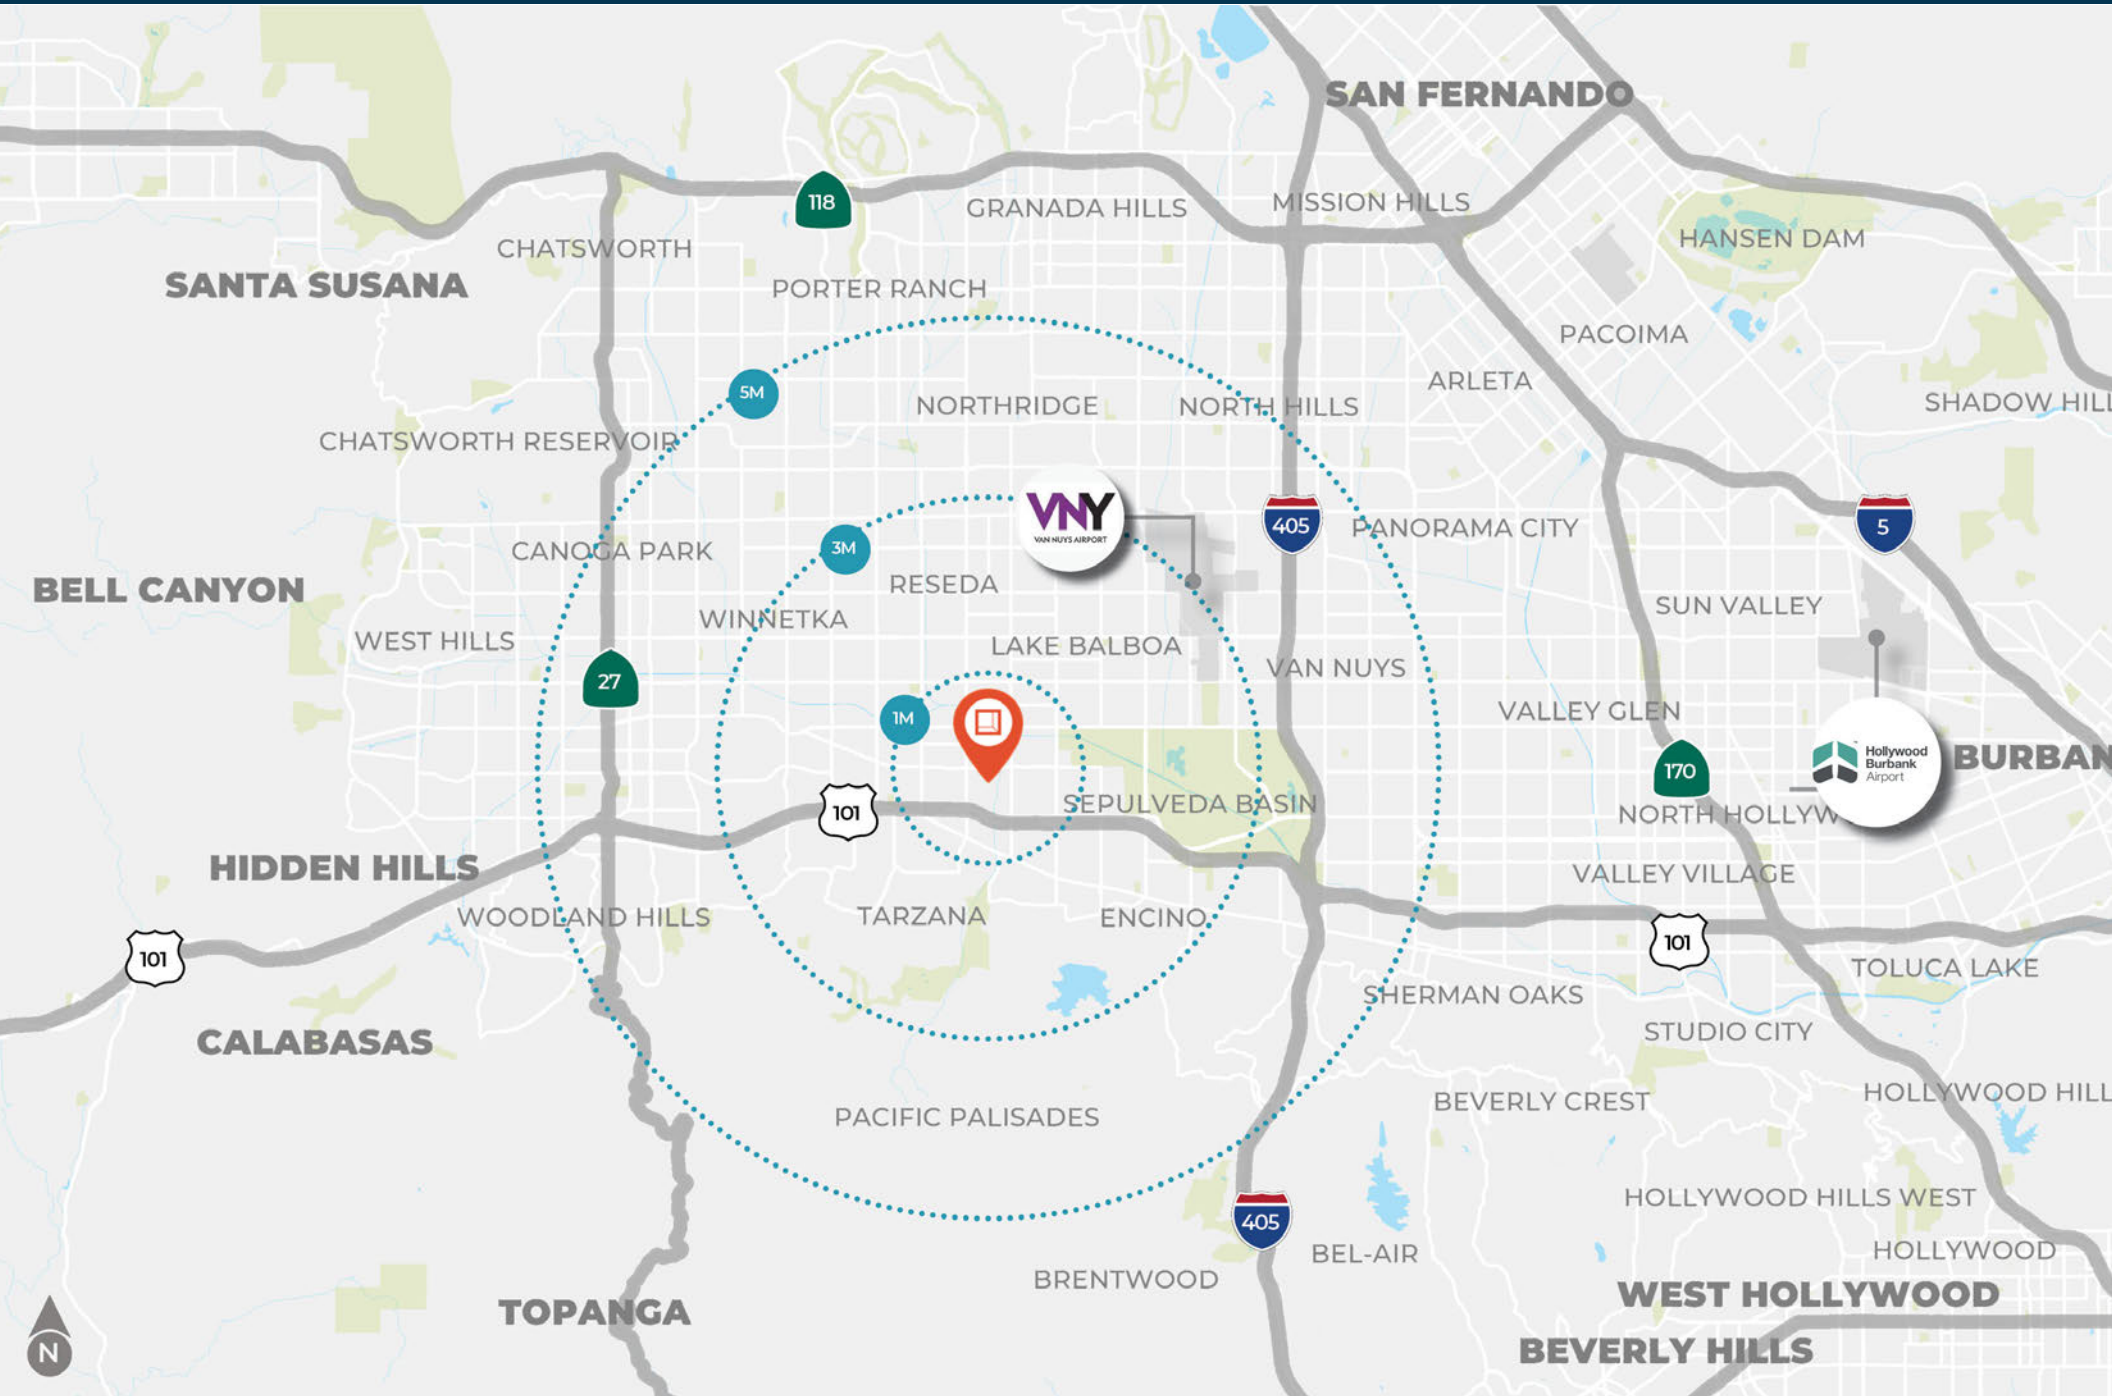 SAN FERNANDO
118
GRANADA HILLS
MISSION HILLS
CHATSWORTH
HANSEN DAM
SANTA SUSANA
PORTER RANCH
PACOIMA
5M
ARLETA
NORTHRIDGE
NORTH HILLS
SHADOW HILL
CHATSWORTH RESERVOIR
VNY
VAN NUYS AIRPORT
405
PANORAMA CITY
5
CANOGA PARK
3M
RESEDA
BELL CANYON
WINNETKA
SUN VALLEY
WEST HILLS
LAKE BALBOA
VAN NUYS
27
1M
VALLEY GLEN
Hollywood
Burbank
Airport
BURBAN
170
101
SEPULVEDA BASIN
NORTH HOLLYW
HIDDEN HILLS
VALLEY VILLAGE
WOODLAND HILLS
TARZANA
ENCINO
101
101
TOLUCA LAKE
SHERMAN OAKS
CALABASAS
STUDIO CITY
HOLLYWOOD HILL
BEVERLY CREST
PACIFIC PALISADES
HOLLYWOOD HILLS WEST
405
BEL-AIR
HOLLYWOOD
BRENTWOOD
WEST HOLLYWOOD
TOPANGA
BEVERLY HILLS
N